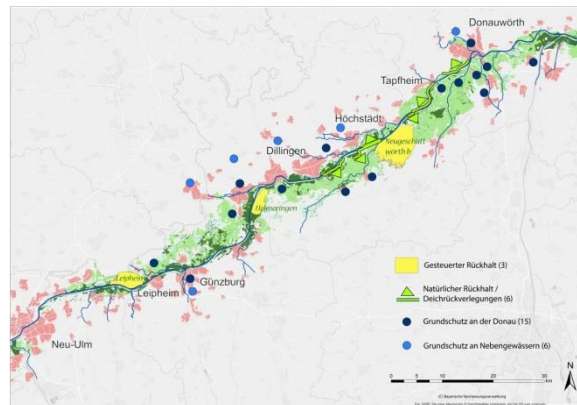 Donauwörth
Tapfheim
Höchstädt
Neugeschüttwörth
Dillingen
Helmeringen
Leipheim
Günzburg
Leipheim
Neu-Ulm
Gesteuerter Rückhalt (3)
Natürlicher Rückhalt /
Deichrückverlegungen (6)
Grundschutz an der Donau (15)
Grundschutz an Nebengewässern (6)
N
0 5 10 20 30
km
(C) Bayerische Vermessungsverwaltung